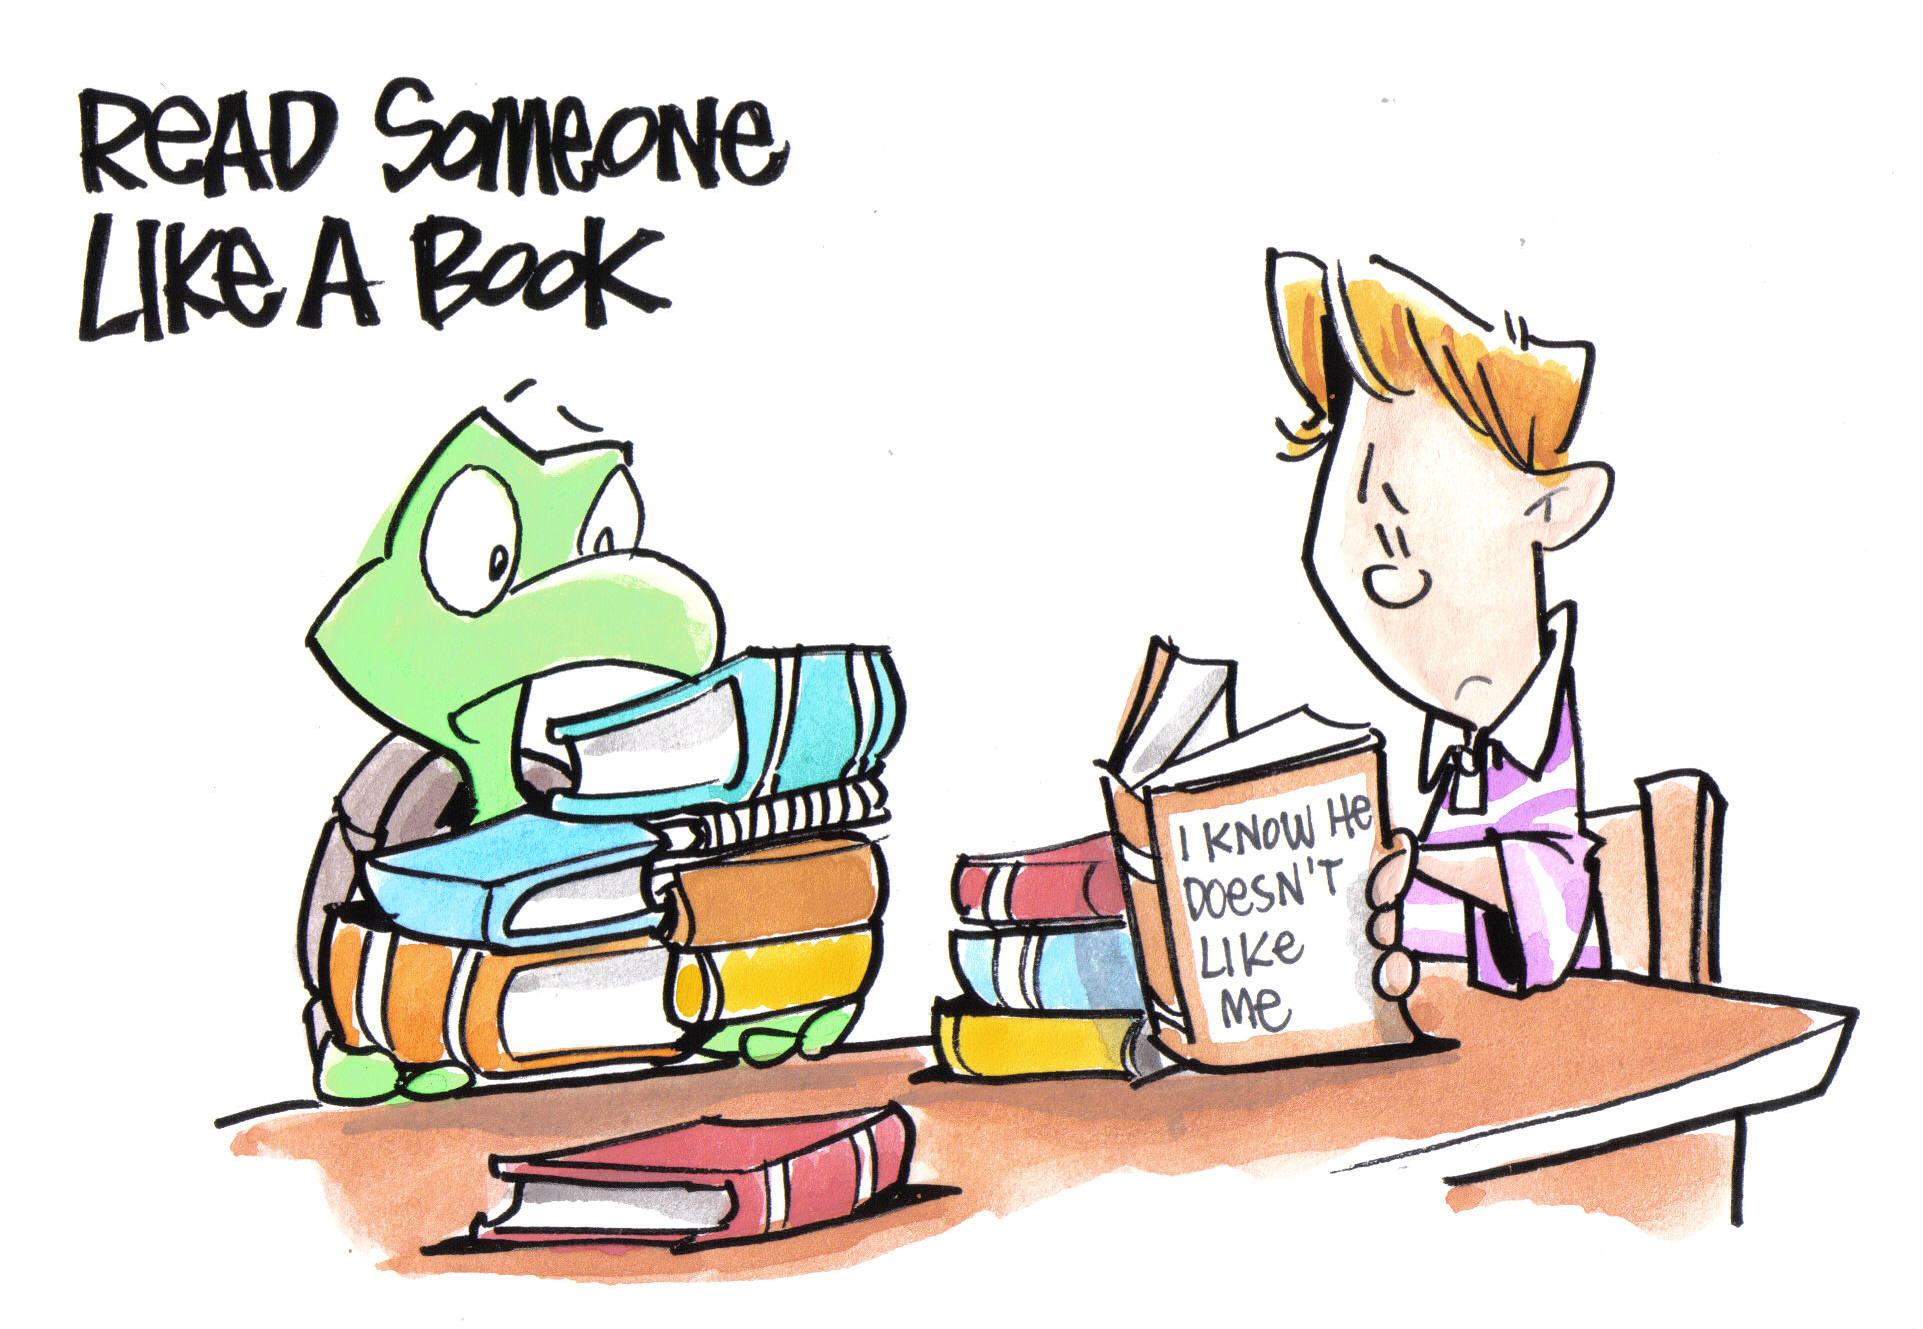 READ SOMEONE
LIKE A BOOK
I KNOW HE
DOESN'T
LIKE
ME